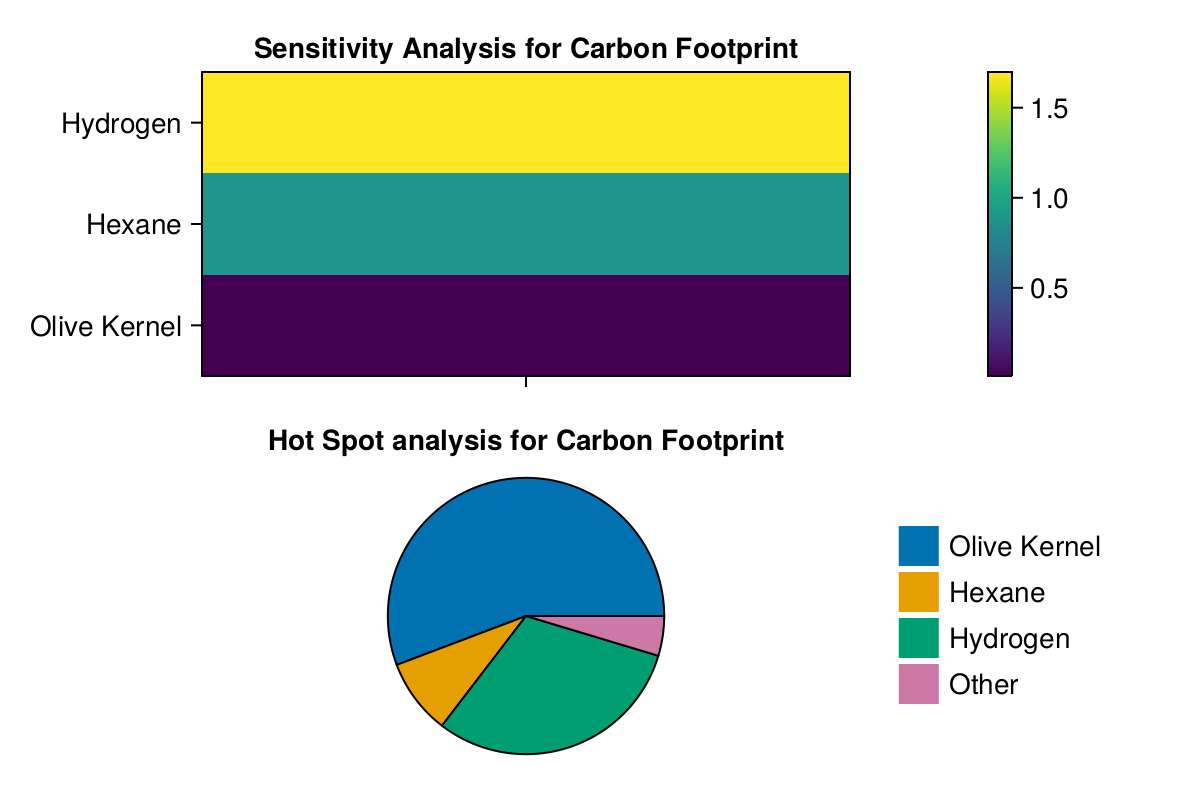 Sensitivity Analysis for Carbon Footprint
Hydrogen
Hexane
Olive Kernel
1.5
1.0
0.5
Hot Spot analysis for Carbon Footprint
Olive Kernel
Hexane
Hydrogen
Other